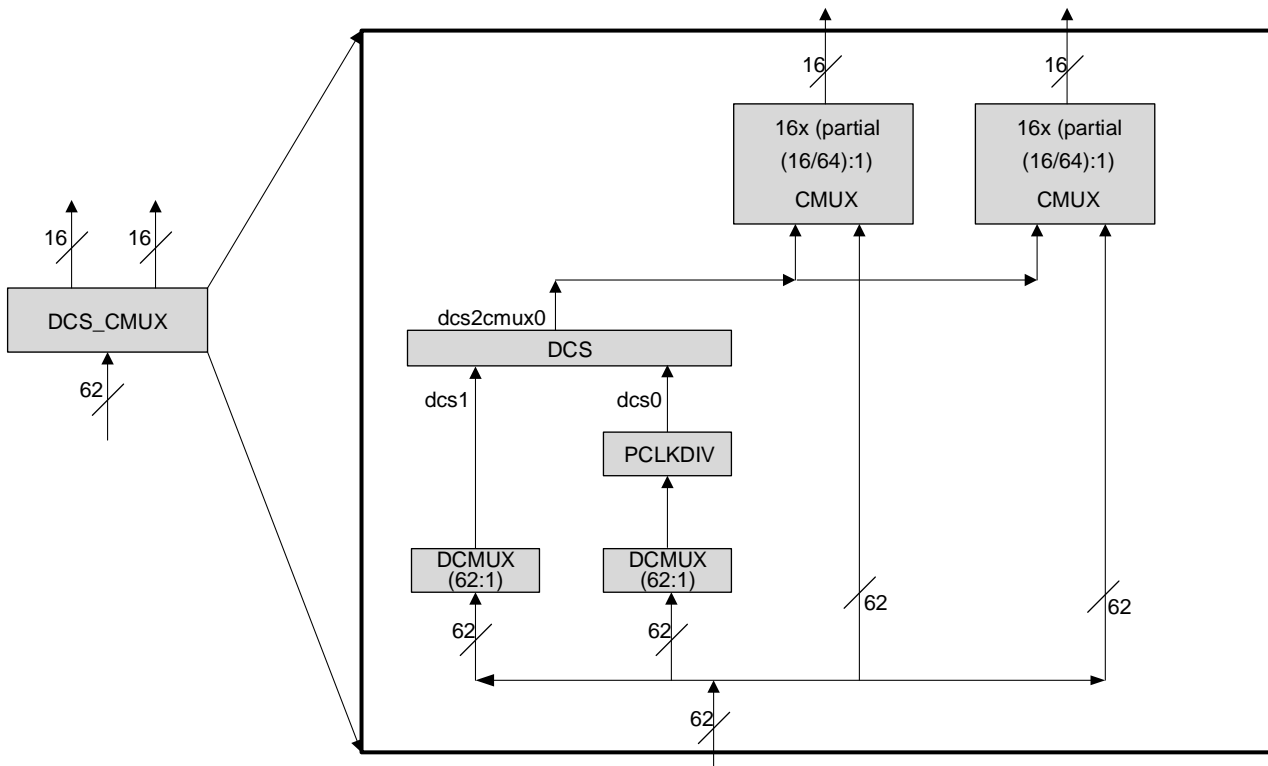 16
16
16x (partial
(16/64):1)
CMUX
16x (partial
(16/64):1)
CMUX
16
16
DCS_CMUX
62
dcs2cmux0
DCS
dcs1
dcs0
PCLKDIV
DCMUX
(62:1)
DCMUX
(62:1)
62
62
62
62
62